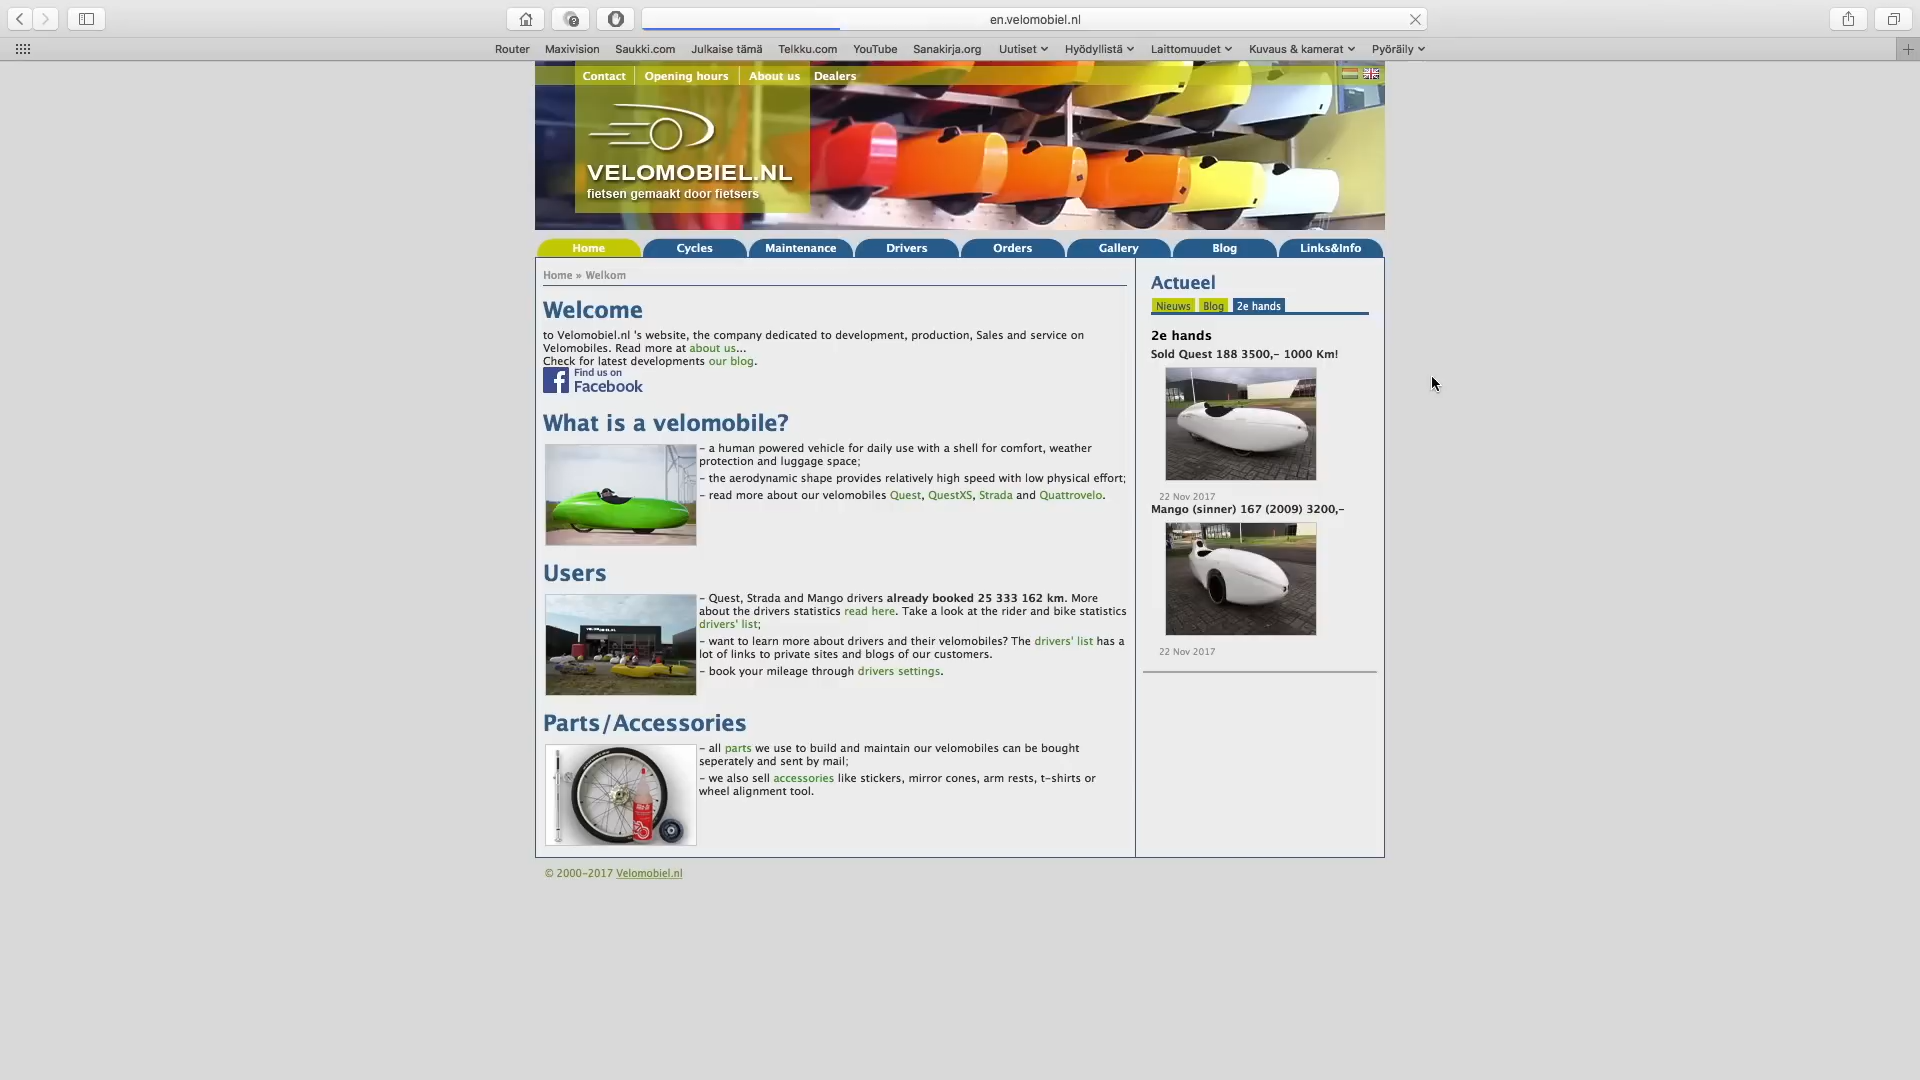 en.velomobiel.nl
Router Maxivision Saukki.com Julkaise tämä Telkku.com YouTube Sanakirja.org Uutiset Hyödyllistä Laittomuudet Kuvaus & kamerat Pyöräily
Contact Opening hours About us Dealers
VELOMOBIEL.NL
fietsen gemaakt door fietsers
Home Cycles Maintenance Drivers Orders Gallery Blog Links&Info
Home » Welkom
Welcome
to Velomobiel.nl 's website, the company dedicated to development, production, Sales and service on
Velomobiles. Read more at about us...
Check for latest developments our blog.
Find us on
Facebook
What is a velomobile?
- a human powered vehicle for daily use with a shell for comfort, weather
protection and luggage space;
- the aerodynamic shape provides relatively high speed with low physical effort;
- read more about our velomobiles Quest, QuestXS, Strada and Quattrovelo.
Users
- Quest, Strada and Mango drivers already booked 25 333 162 km. More
about the drivers statistics read here. Take a look at the rider and bike statistics
drivers' list;
- want to learn more about drivers and their velomobiles? The drivers' list has a
lot of links to private sites and blogs of our customers.
- book your mileage through drivers settings.
Parts/Accessories
- all parts we use to build and maintain our velomobiles can be bought
seperately and sent by mail;
- we also sell accessories like stickers, mirror cones, arm rests, t-shirts or
wheel alignment tool.
Actueel
Nieuws Blog 2e hands
2e hands
Sold Quest 188 3500,- 1000 Km!
22 Nov 2017
Mango (sinner) 167 (2009) 3200,-
22 Nov 2017
© 2000-2017 Velomobiel.nl